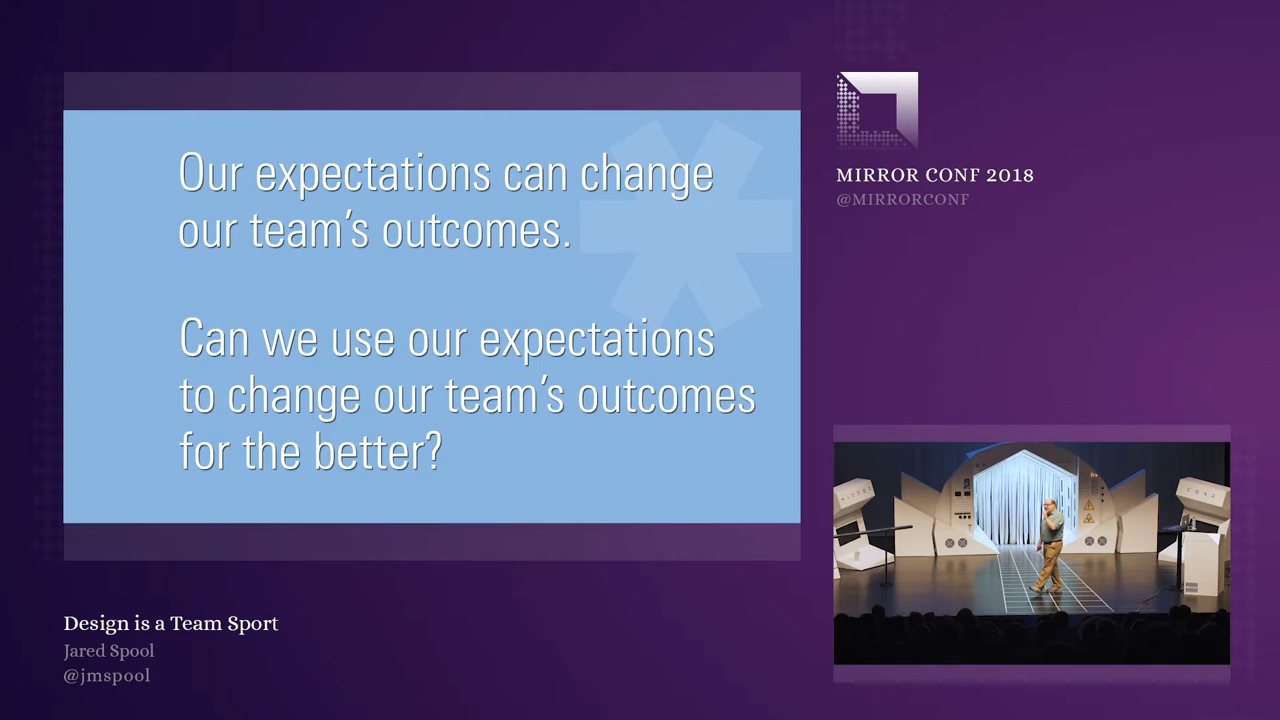 Our expectations can change
our team’s outcomes.
Can we use our expectations
to change our team’s outcomes
for the better?
MIRROR CONF 2018
@MIRRORCONF
CONF
Design is a Team Sport
Jared Spool
@jmspool